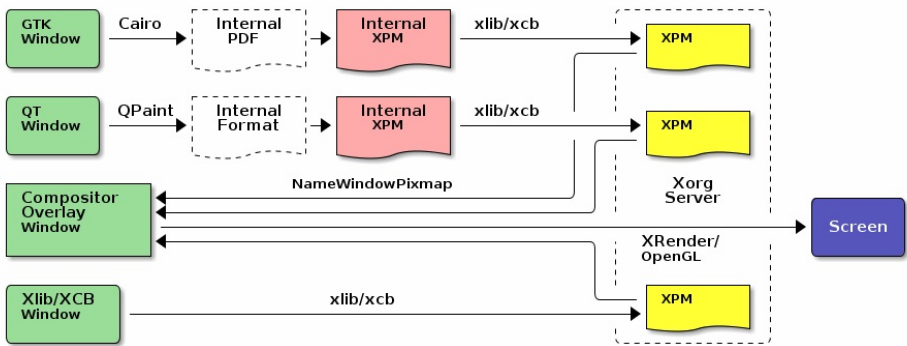 GTK
Window
Cairo
Internal
PDF
Internal
XPM
xlib/xcb
XPM
QT
Window
QPaint
Internal
Format
Internal
XPM
xlib/xcb
XPM
NameWindowPixmap
Xorg
Server
Compositor
Overlay
Window
Screen
XRender/
OpenGL
Xlib/XCB
Window
xlib/xcb
XPM